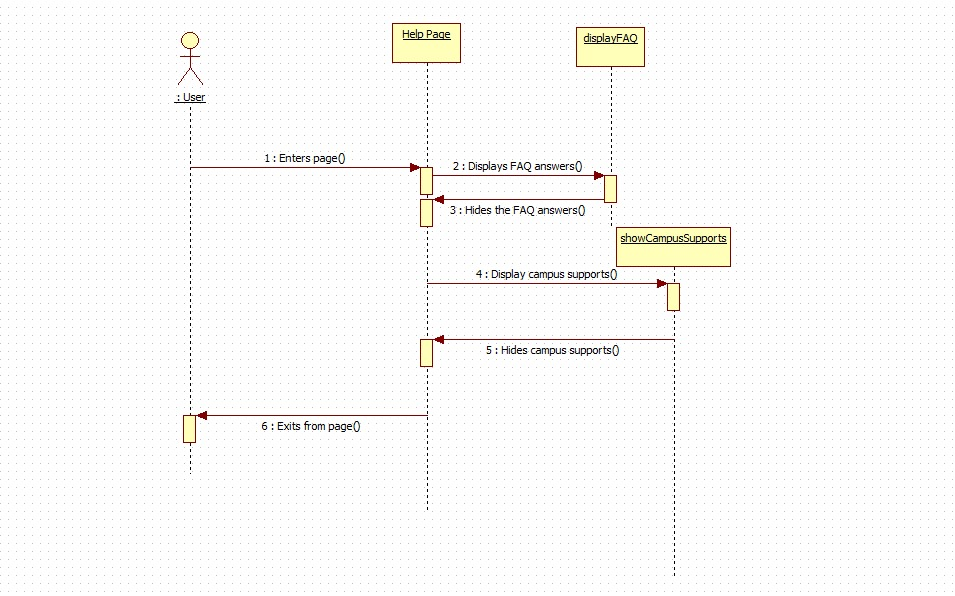 Help Page
displayFAQ
: User
1 : Enters page()
2 : Displays FAQ answers()
3 : Hides the FAQ answers()
showCampusSupports
4 : Display campus supports()
5 : Hides campus supports()
6 : Exits from page()